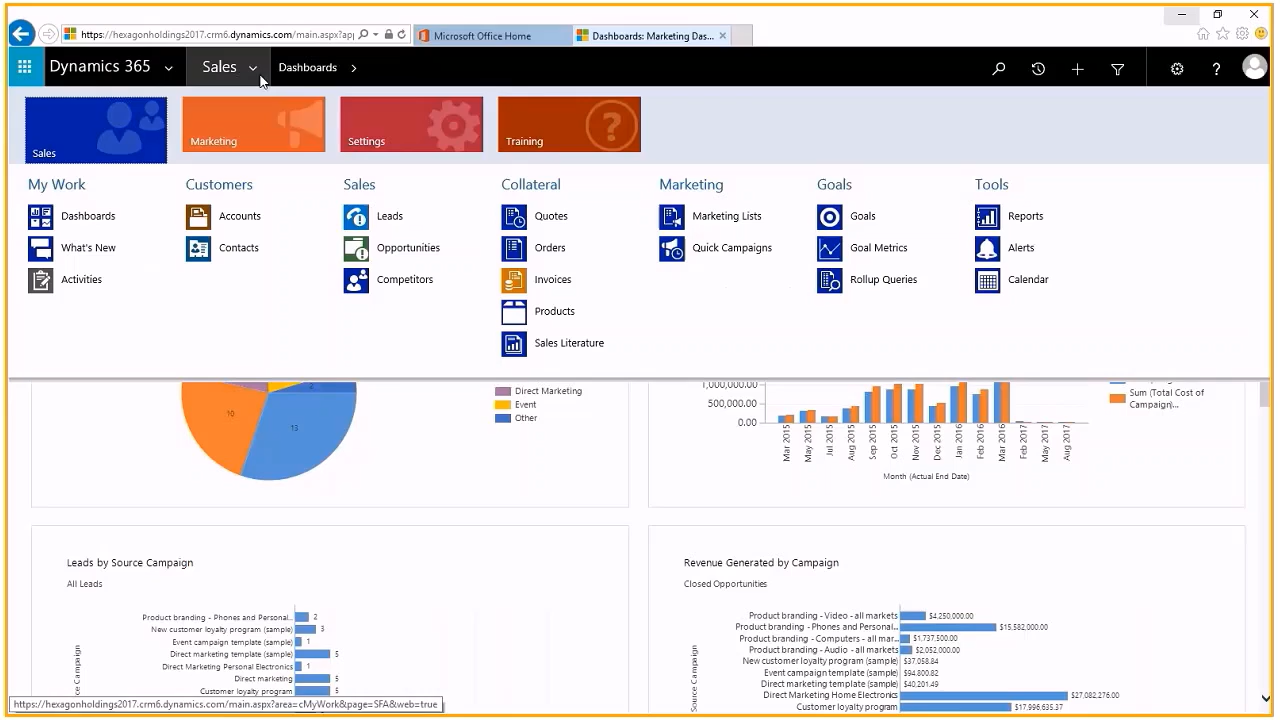 https://hexagonholdings2017.crm6.dynamics.com/main.aspx?ap
Microsoft Office Home
Dashboards: Marketing Das...
Dynamics 365
Sales
Dashboards
Sales
Marketing
Settings
Training
My Work
Customers
Sales
Collateral
Marketing
Goals
Tools
Dashboards
Accounts
Leads
Quotes
Marketing Lists
Goals
Reports
What's New
Contacts
Opportunities
Orders
Quick Campaigns
Goal Metrics
Alerts
Activities
Competitors
Invoices
Rollup Queries
Calendar
Products
Sales Literature
2
10
13
Direct Marketing
Event
Other
1,000,000.00
500,000.00
0.00
Mar 2015
May 2015
Jul 2015
Aug 2015
Sep 2015
Oct 2015
Nov 2015
Dec 2015
Jan 2016
Feb 2016
Mar 2016
Feb 2017
May 2017
Aug 2017
Month (Actual End Date)
Sum (Total Cost of
Campaign)...
Leads by Source Campaign
All Leads
Product branding - Phones and Personal... 2
New customer loyalty program (sample) 3
Event campaign template (sample) 1
Direct marketing template (sample) 5
Direct Marketing Personal Electronics 1
Direct marketing 5
Customer loyalty program 5
ce Campaign
Revenue Generated by Campaign
Closed Opportunities
Product branding - Video - all markets $4,250,000.00
Product branding - Phones and Personal... $15,582,000.00
Product branding - Computers - all mar... $1,737,500.00
Product branding - Audio - all markets $2,052,000.00
New customer loyalty program (sample) $37,058.84
Event campaign template (sample) $94,800.82
Direct marketing template (sample) $40,201.49
Direct Marketing Home Electronics $27,082,276.00
Customer loyalty program $17,996,635.37
urce Campaign
https://hexagonholdings2017.crm6.dynamics.com/main.aspx?area=cMyWork&page=SFA&web=true